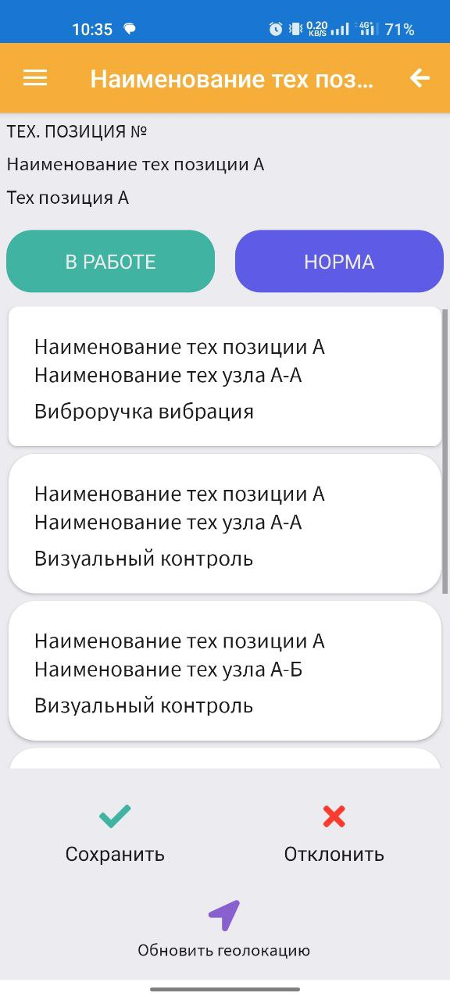 10:35 0.20 KB/S 4G+ 71%
Наименование тех поз...
ТЕХ. ПОЗИЦИЯ №
Наименование тех позиции А
Тех позиция А
В РАБОТЕ НОРМА
Наименование тех позиции А
Наименование тех узла А-А
Виброручка вибрация
Наименование тех позиции А
Наименование тех узла А-А
Визуальный контроль
Наименование тех позиции А
Наименование тех узла А-Б
Визуальный контроль
Сохранить Отклонить
Обновить геолокацию